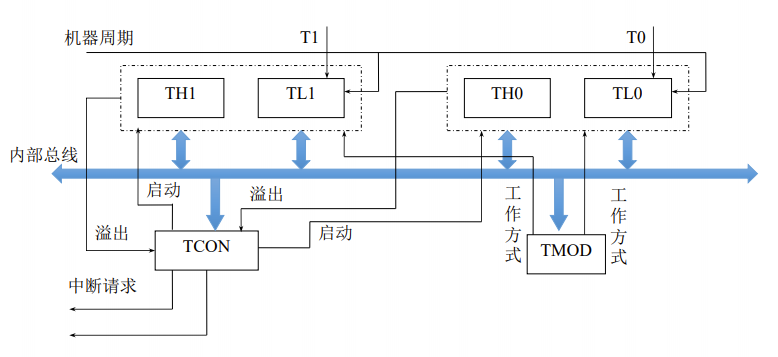 机器周期
T1
T0
TH1
TL1
TH0
TL0
内部总线
启动
溢出
工作方式
工作方式
溢出
启动
TCON
TMOD
中断请求